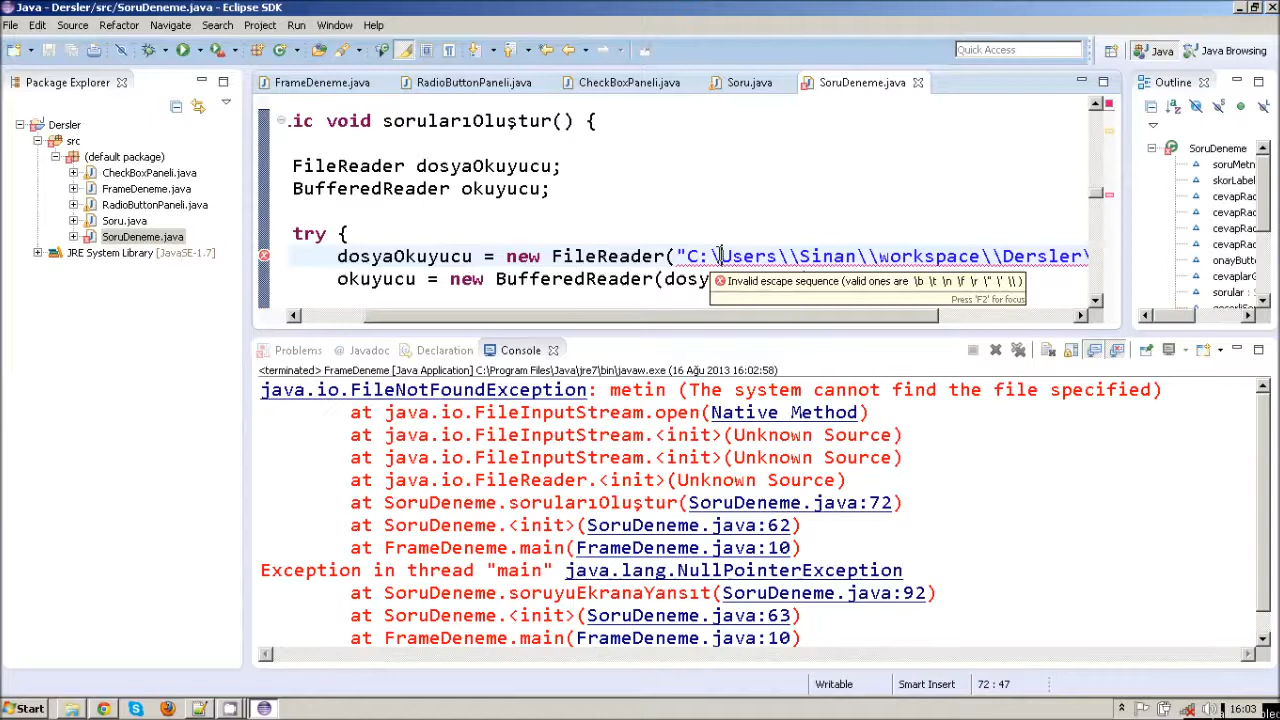 Java - Dersler/src/SoruDeneme.java - Eclipse SDK
File Edit Source Refactor Navigate Search Project Run Window Help
Quick Access
Java
Java Browsing
Package Explorer
FrameDeneme.java
RadioButtonPaneli.java
CheckBoxPaneli.java
Soru.java
SoruDeneme.java
Outline
Dersler
src
(default package)
CheckBoxPaneli.java
FrameDeneme.java
RadioButtonPaneli.java
Soru.java
SoruDeneme.java
JRE System Library [JavaSE-1.7]
.ic void sorularıOluştur() {
FileReader dosyaOkuyucu;
BufferedReader okuyucu;
try {
dosyaOkuyucu = new FileReader("C:\Users\\Sinan\\workspace\\Dersler\
okuyucu = new BufferedReader(dosy
Invalid escape sequence (valid ones are \b \t \n \f \r \" \' \\ )
Press 'F2' for focus
SoruDeneme
soruMetn
skorLabel
cevapRac
cevapRac
cevapRac
cevapRac
onayButo
cevaplarG
sorular : S
Problems
@ Javadoc
Declaration
Console
<terminated> FrameDeneme [Java Application] C:\Program Files\Java\jre7\bin\javaw.exe (16 Ağu 2013 16:02:58)
java.io.FileNotFoundException: metin (The system cannot find the file specified)
at java.io.FileInputStream.open(Native Method)
at java.io.FileInputStream.<init>(Unknown Source)
at java.io.FileInputStream.<init>(Unknown Source)
at java.io.FileReader.<init>(Unknown Source)
at SoruDeneme.sorularıOluştur(SoruDeneme.java:72)
at SoruDeneme.<init>(SoruDeneme.java:62)
at FrameDeneme.main(FrameDeneme.java:10)
Exception in thread "main" java.lang.NullPointerException
at SoruDeneme.soruyuEkranaYansıt(SoruDeneme.java:92)
at SoruDeneme.<init>(SoruDeneme.java:63)
at FrameDeneme.main(FrameDeneme.java:10)
Writable
Smart Insert
72 : 47
Start
16:03